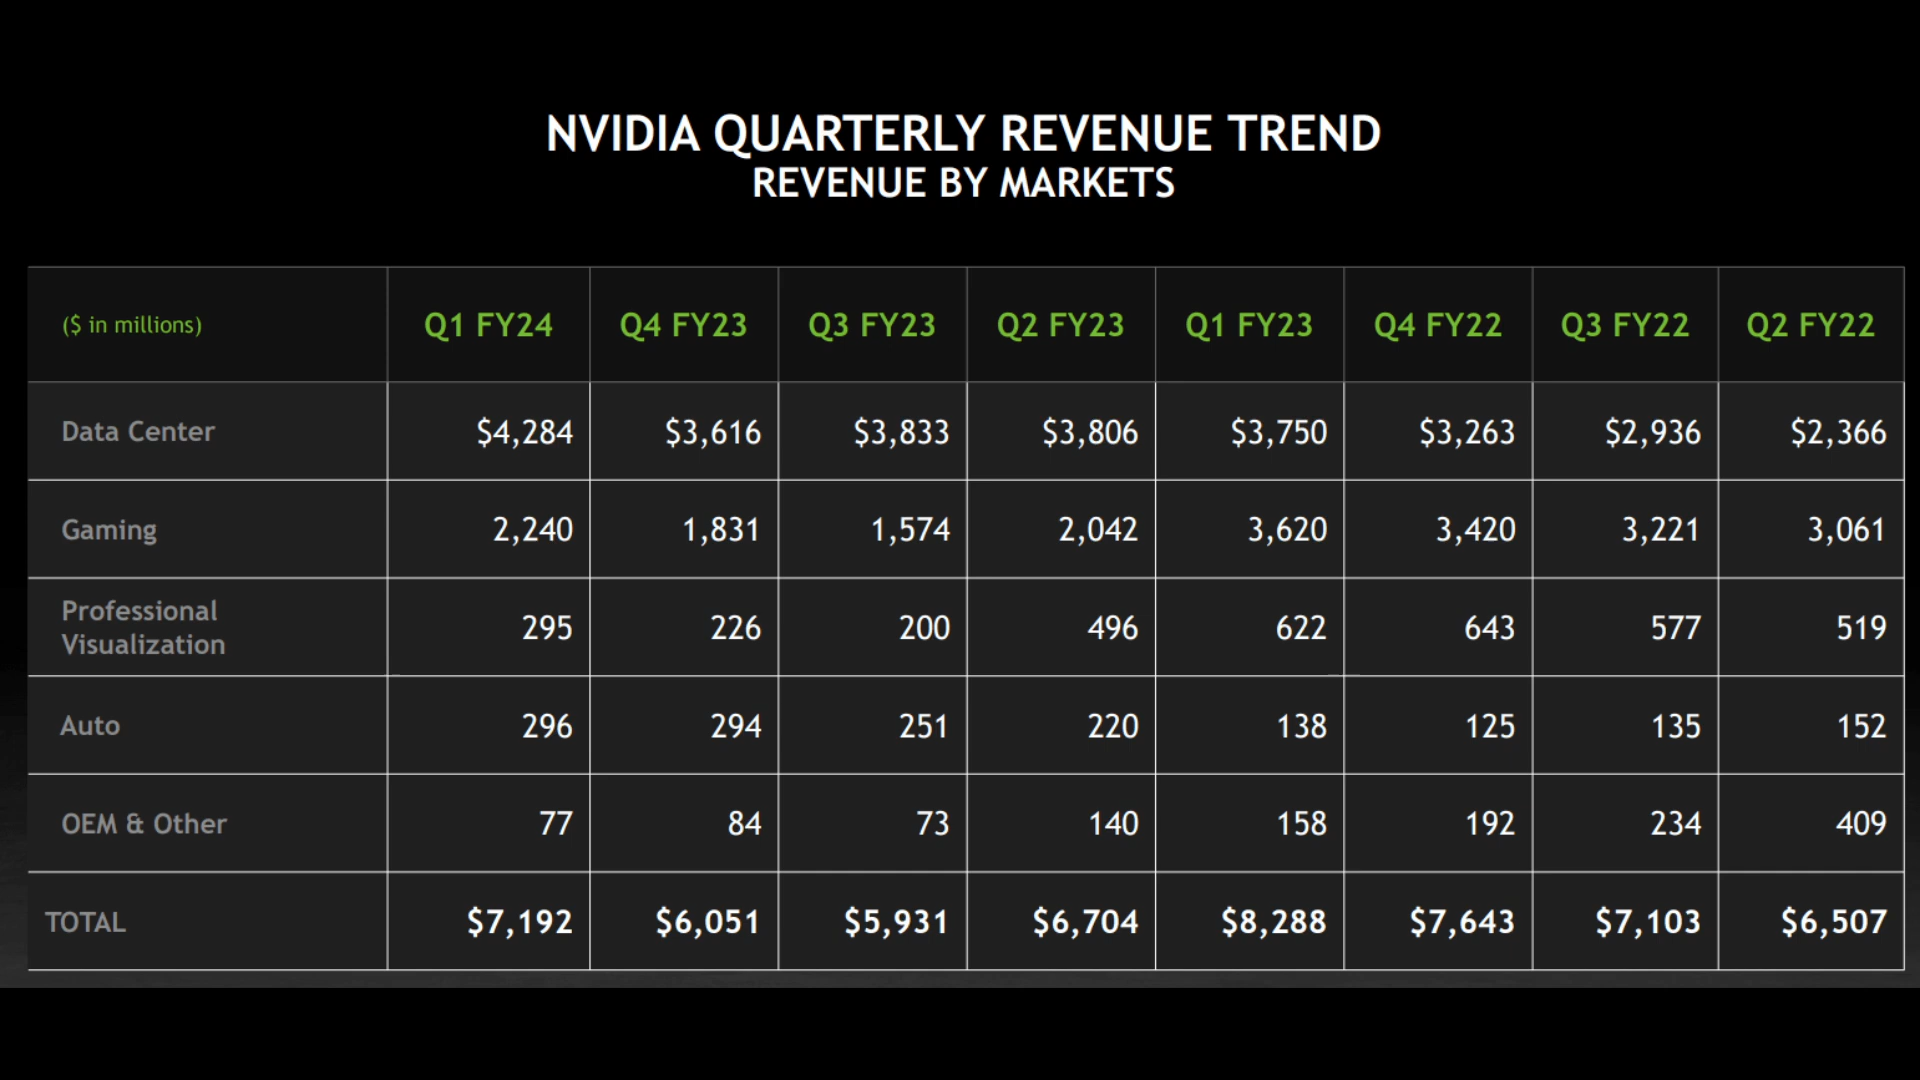 NVIDIA QUARTERLY REVENUE TREND
REVENUE BY MARKETS
($ in millions) Q1 FY24 Q4 FY23 Q3 FY23 Q2 FY23 Q1 FY23 Q4 FY22 Q3 FY22 Q2 FY22
Data Center $4,284 $3,616 $3,833 $3,806 $3,750 $3,263 $2,936 $2,366
Gaming 2,240 1,831 1,574 2,042 3,620 3,420 3,221 3,061
Professional
Visualization 295 226 200 496 622 643 577 519
Auto 296 294 251 220 138 125 135 152
OEM & Other 77 84 73 140 158 192 234 409
TOTAL $7,192 $6,051 $5,931 $6,704 $8,288 $7,643 $7,103 $6,507